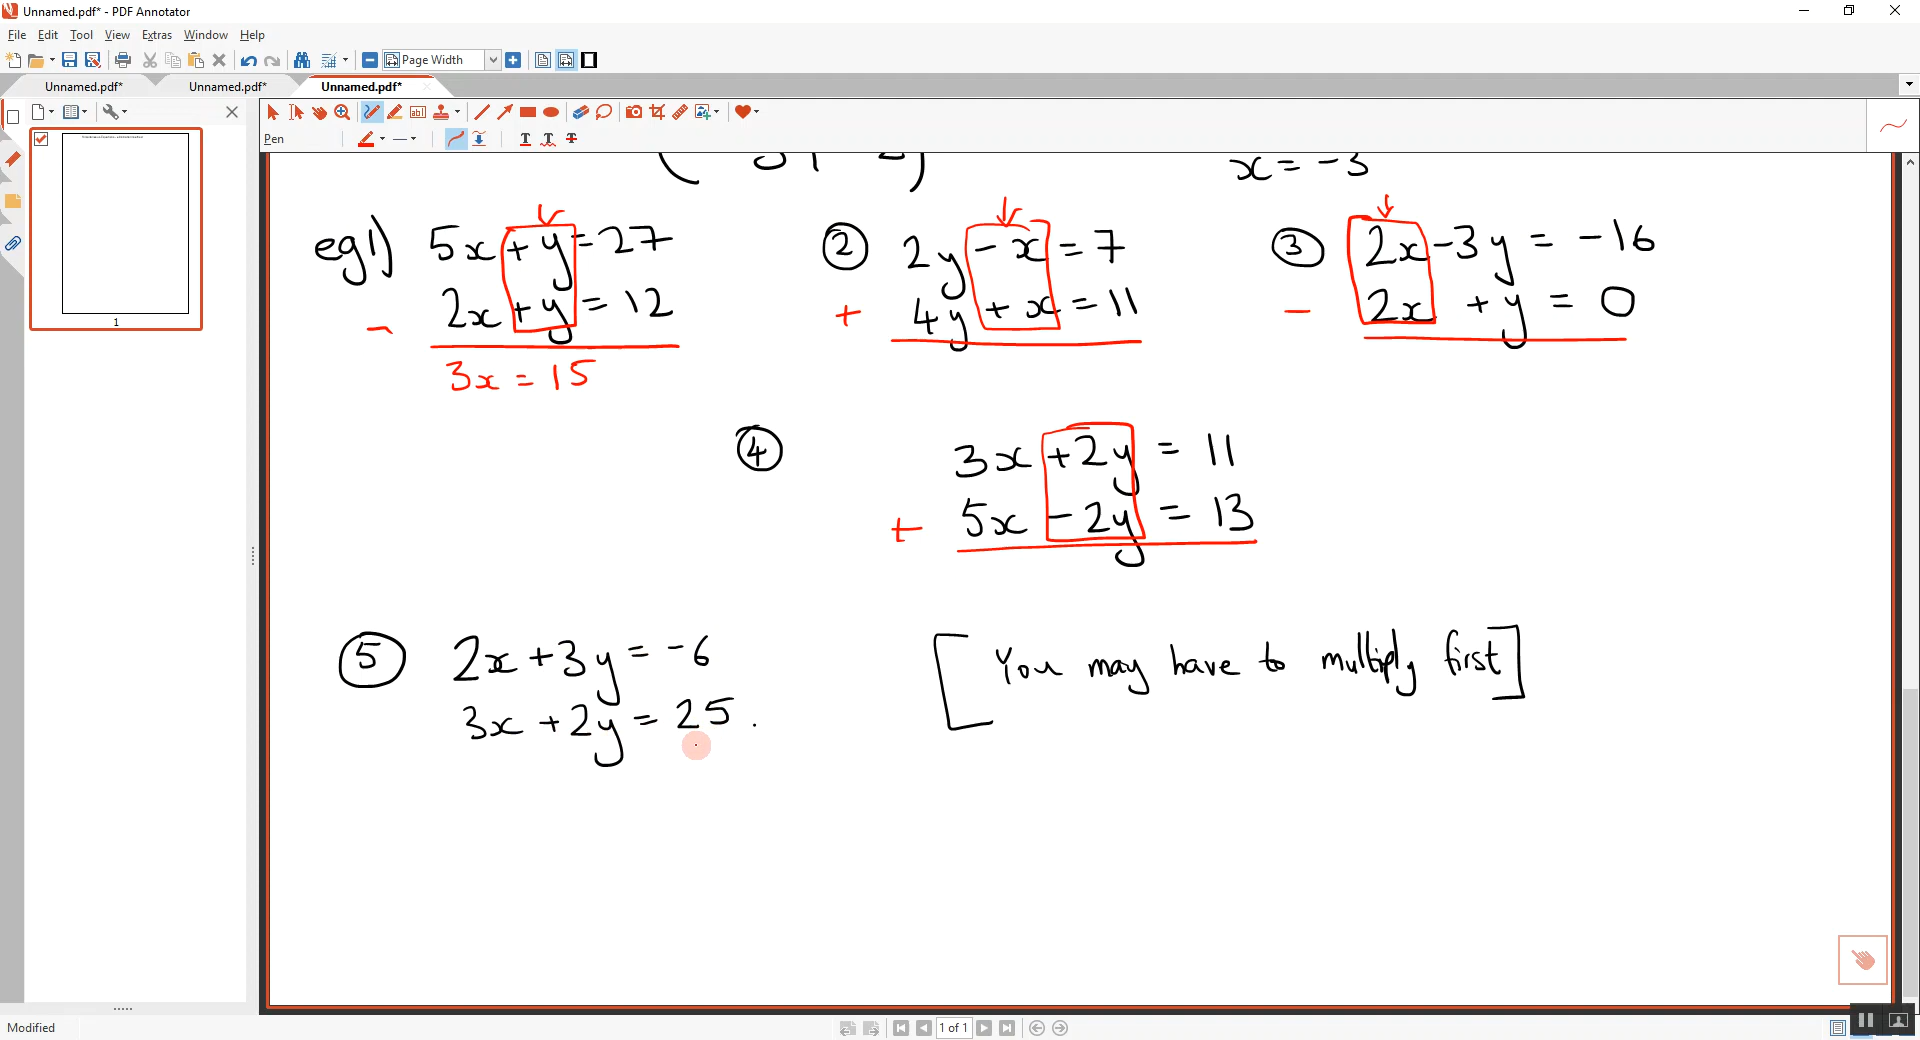 Unnamed.pdf* - PDF Annotator
File Edit Tool View Extras Window Help
Page Width
Unnamed.pdf* Unnamed.pdf* Unnamed.pdf*
Pen
1
x = -3
eg1) 5x + y = 27
2x + y = 12
-
3x = 15
② 2y - x = 7
4y + x = 11
+
③ 2x - 3y = -16
2x + y = 0
-
④ 3x + 2y = 11
5x - 2y = 13
+
⑤ 2x + 3y = -6
3x + 2y = 25 .
[You may have to multiply first]
Modified
1 of 1